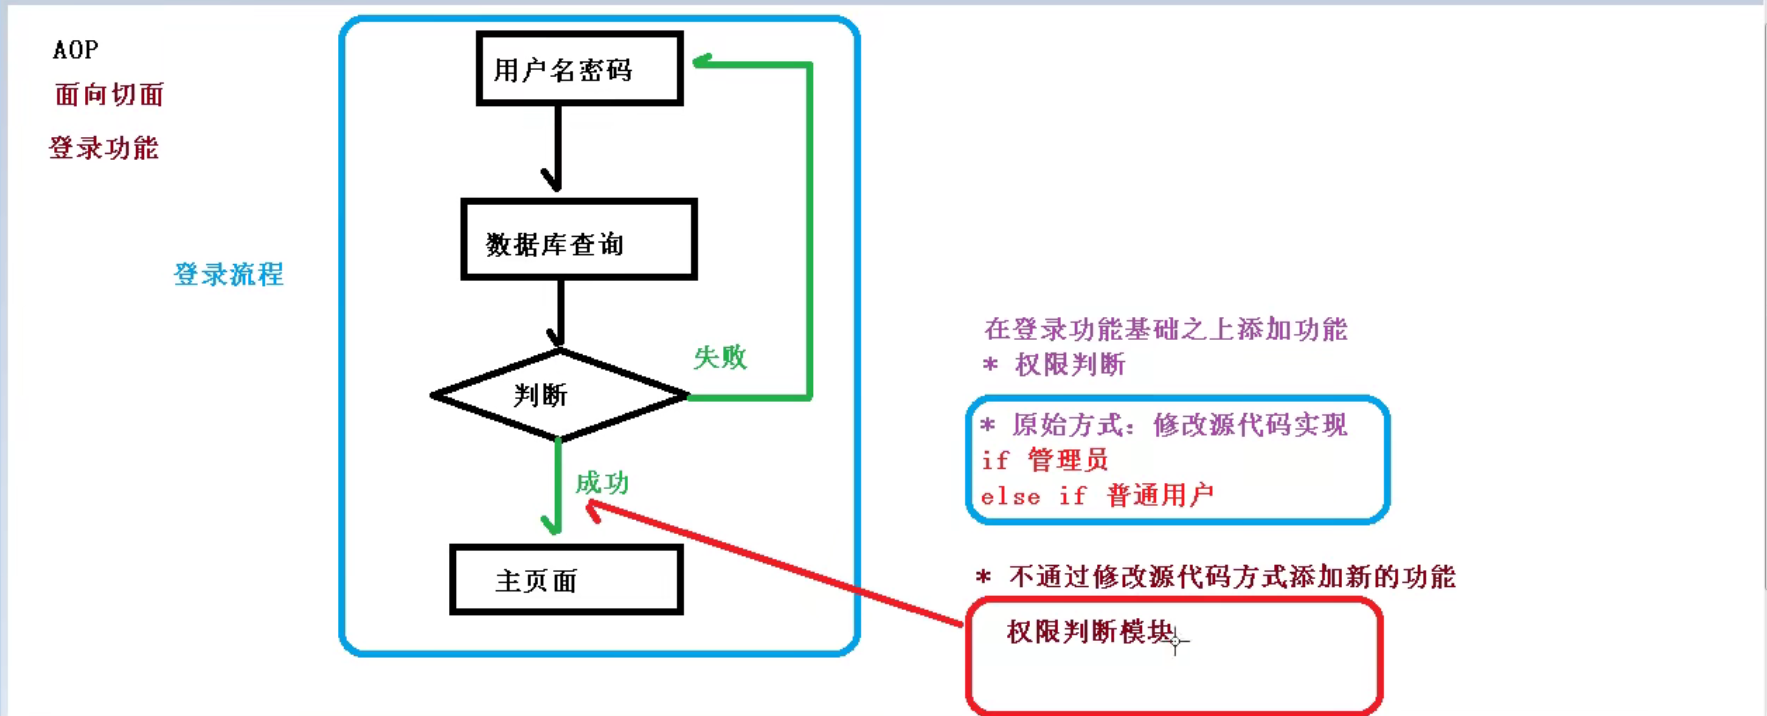 AOP
面向切面
登录功能
登录流程
用户名密码
数据库查询
判断
失败
成功
主页面
在登录功能基础之上添加功能
* 权限判断
* 原始方式：修改源代码实现
if 管理员
else if 普通用户
* 不通过修改源代码方式添加新的功能
权限判断模块